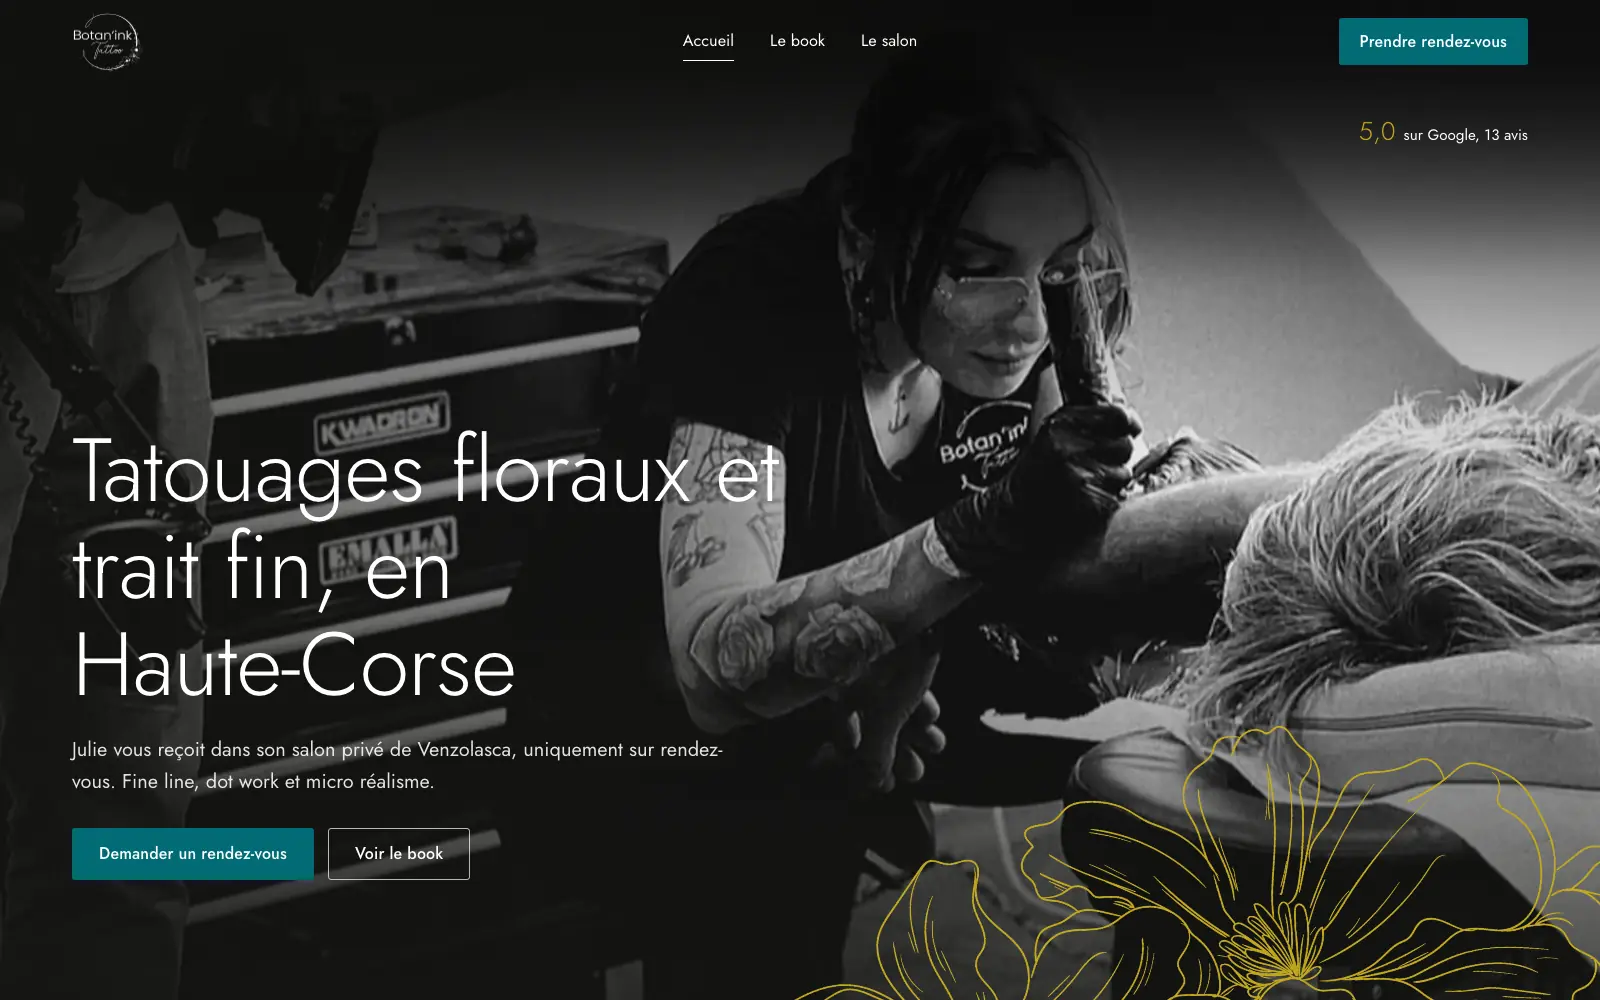 Botan'ink
Tattoo
Accueil
Le book
Le salon
Prendre rendez-vous
5,0 sur Google, 13 avis
KWADRON
Botan'in
EMALLA
Tatouages floraux et
trait fin, en
Haute-Corse
Julie vous reçoit dans son salon privé de Venzolasca, uniquement sur rendez-
vous. Fine line, dot work et micro réalisme.
Demander un rendez-vous
Voir le book